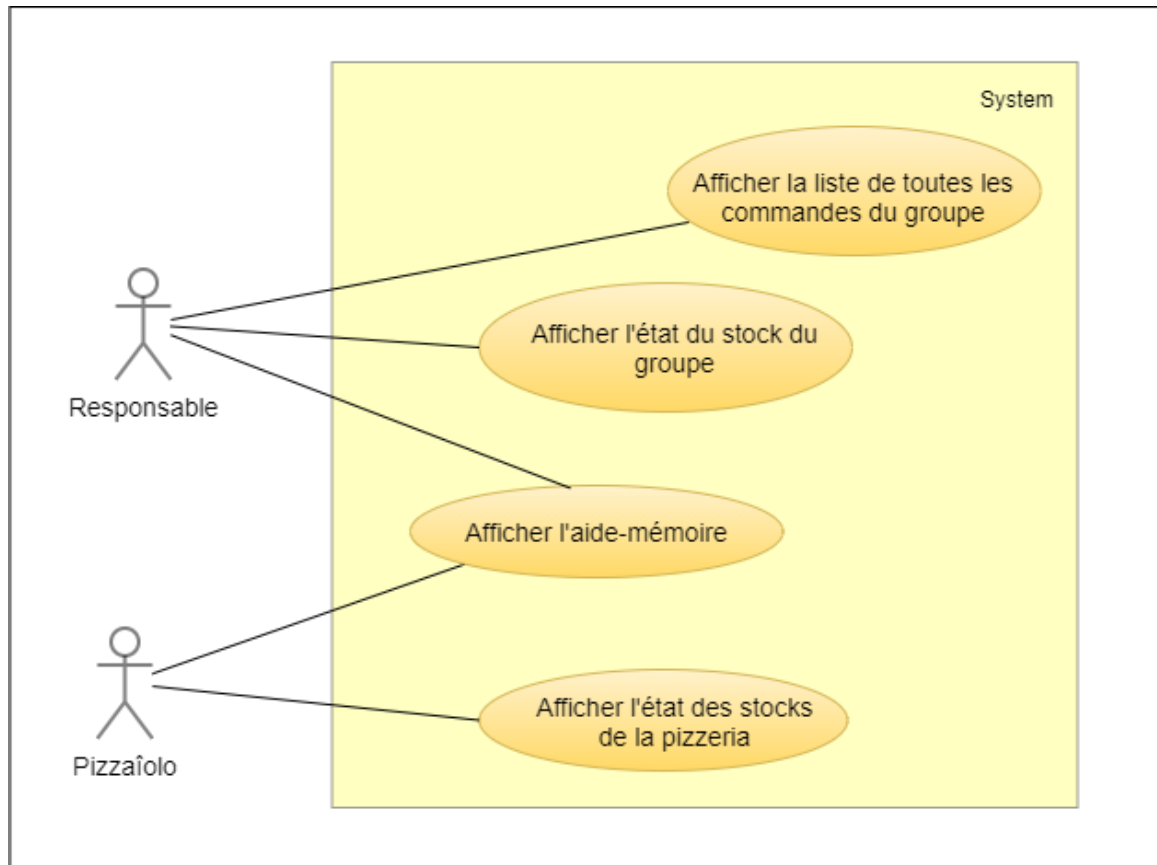 System
Afficher la liste de toutes les
commandes du groupe
Afficher l'état du stock du
groupe
Responsable
Afficher l'aide-mémoire
Afficher l'état des stocks
de la pizzeria
Pizzaîolo